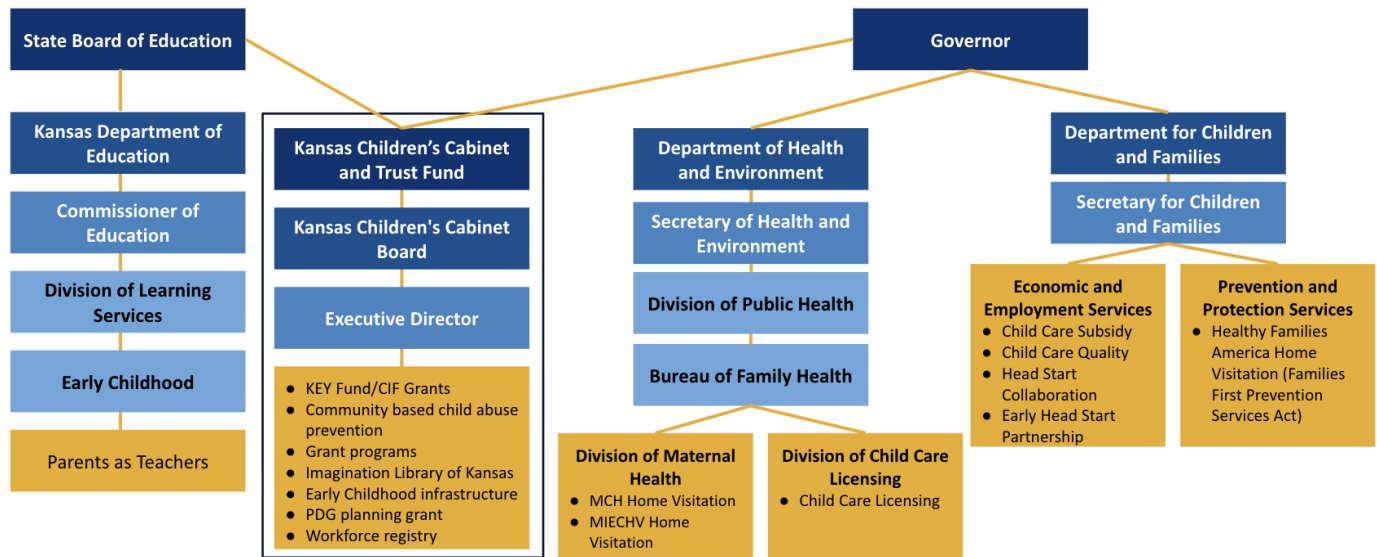 State Board of Education
Governor
Kansas Department of
Education
Commissioner of
Education
Division of Learning
Services
Early Childhood
Parents as Teachers
Kansas Children’s Cabinet
and Trust Fund
Kansas Children's Cabinet
Board
Executive Director
● KEY Fund/CIF Grants
● Community based child abuse
prevention
● Grant programs
● Imagination Library of Kansas
● Early Childhood infrastructure
● PDG planning grant
● Workforce registry
Department of Health
and Environment
Secretary of Health and
Environment
Division of Public Health
Bureau of Family Health
Division of Maternal
Health
● MCH Home Visitation
● MIECHV Home
Visitation
Division of Child Care
Licensing
● Child Care Licensing
Department for Children
and Families
Secretary for Children
and Families
Economic and
Employment Services
● Child Care Subsidy
● Child Care Quality
● Head Start
Collaboration
● Early Head Start
Partnership
Prevention and
Protection Services
● Healthy Families
America Home
Visitation (Families
First Prevention
Services Act)